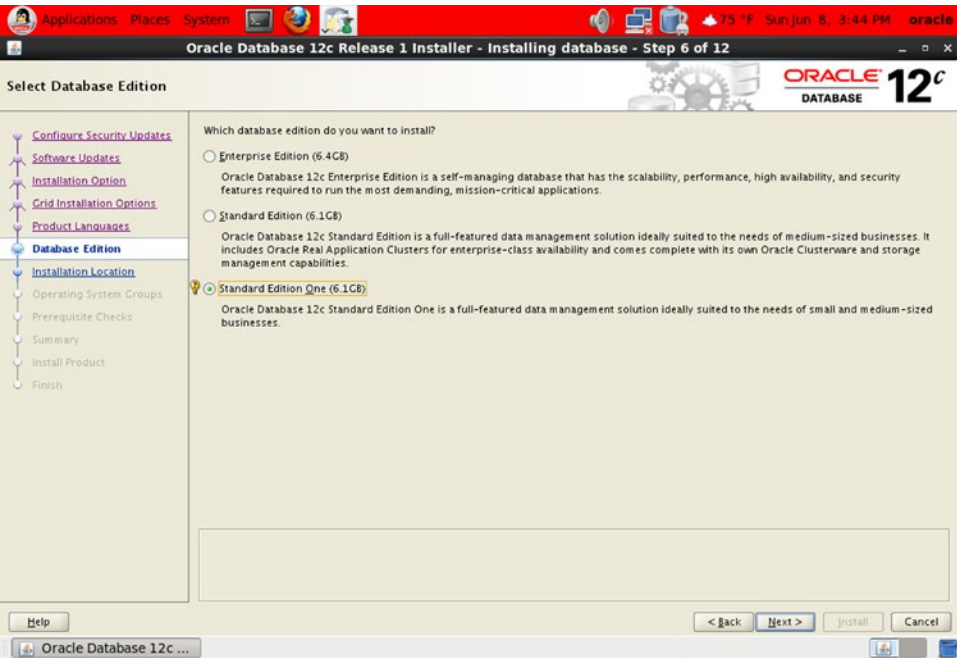 Applications Places System 75 °F Sun Jun 8, 3:44 PM oracle
Oracle Database 12c Release 1 Installer - Installing database - Step 6 of 12
Select Database Edition
ORACLE
DATABASE
12c
Configure Security Updates
Software Updates
Installation Option
Grid Installation Options
Product Languages
Database Edition
Installation Location
Operating System Groups
Prerequisite Checks
Summary
Install Product
Finish
Which database edition do you want to install?
Enterprise Edition (6.4GB)
Oracle Database 12c Enterprise Edition is a self-managing database that has the scalability, performance, high availability, and security
features required to run the most demanding, mission-critical applications.
Standard Edition (6.1GB)
Oracle Database 12c Standard Edition is a full-featured data management solution ideally suited to the needs of medium-sized businesses. It
includes Oracle Real Application Clusters for enterprise-class availability and comes complete with its own Oracle Clusterware and storage
management capabilities.
Standard Edition One (6.1GB)
Oracle Database 12c Standard Edition One is a full-featured data management solution ideally suited to the needs of small and medium-sized
businesses.
Help < Back Next > Install Cancel
Oracle Database 12c ...